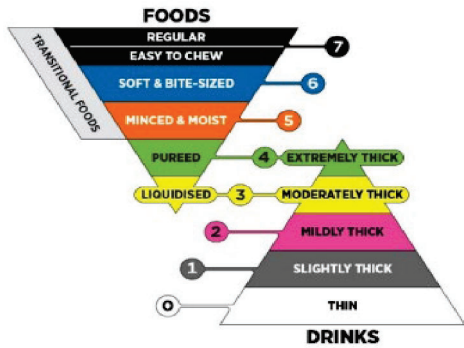 FOODS
REGULAR
7
EASY TO CHEW
TRANSITIONAL FOODS
SOFT & BITE-SIZED
6
MINCED & MOIST
5
PUREED
4
EXTREMELY THICK
LIQUIDISED
3
MODERATELY THICK
2
MILDLY THICK
1
SLIGHTLY THICK
0
THIN
DRINKS